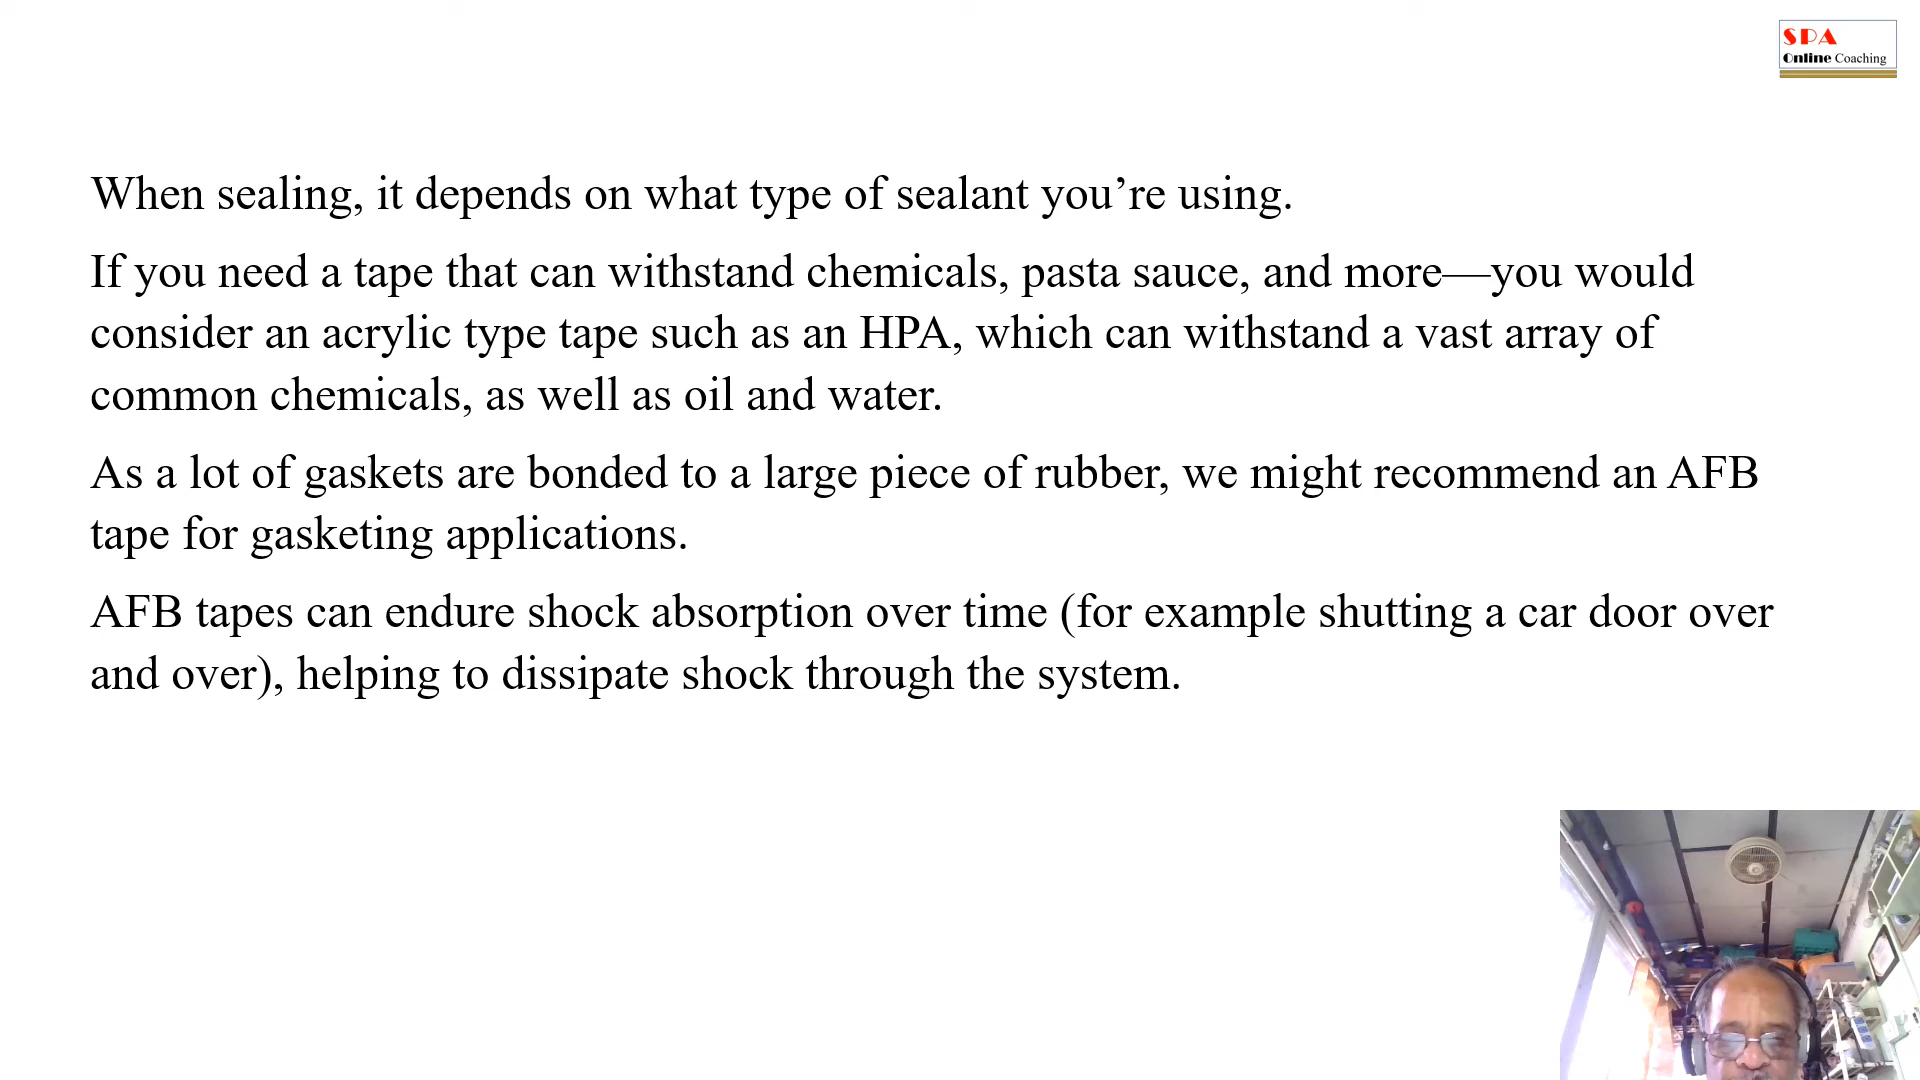 SPA
Online Coaching
When sealing, it depends on what type of sealant you’re using.
If you need a tape that can withstand chemicals, pasta sauce, and more—you would
consider an acrylic type tape such as an HPA, which can withstand a vast array of
common chemicals, as well as oil and water.
As a lot of gaskets are bonded to a large piece of rubber, we might recommend an AFB
tape for gasketing applications.
AFB tapes can endure shock absorption over time (for example shutting a car door over
and over), helping to dissipate shock through the system.